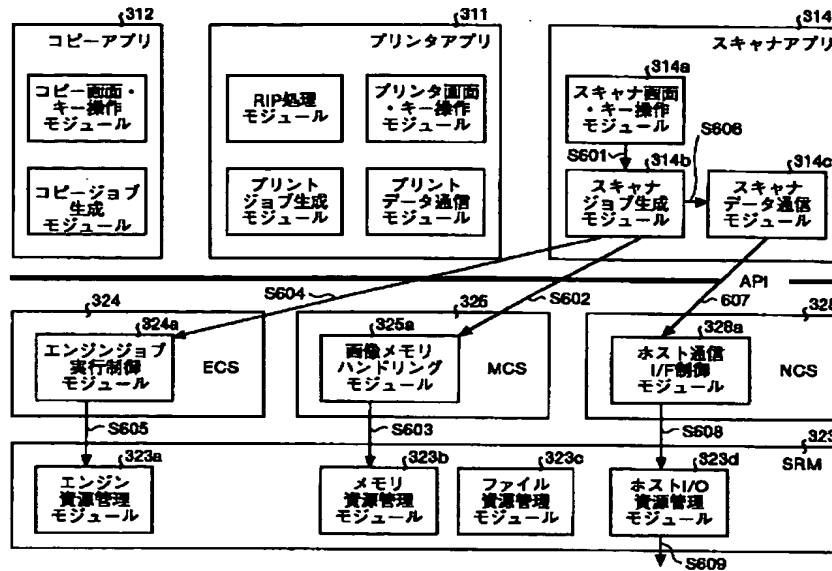 312
コピーアプリ
コピー画面・
キー操作
モジュール
コピージョブ
生成
モジュール
311
プリンタアプリ
RIP処理
モジュール
プリンタ画面
・キー操作
モジュール
プリント
ジョブ生成
モジュール
プリント
データ通信
モジュール
314
スキャナアプリ
314a
スキャナ画面
・キー操作
モジュール
S601
S606
314b
スキャナ
ジョブ生成
モジュール
314c
スキャナ
データ通信
モジュール
API
S604
S602
607
324
324a
エンジンジョブ
実行制御
モジュール
ECS
325
325a
画像メモリ
ハンドリング
モジュール
MCS
328
328a
ホスト通信
I/F制御
モジュール
NCS
S605
S603
S608
323
SRM
323a
エンジン
資源管理
モジュール
323b
メモリ
資源管理
モジュール
323c
ファイル
資源管理
モジュール
323d
ホストI/O
資源管理
モジュール
S609